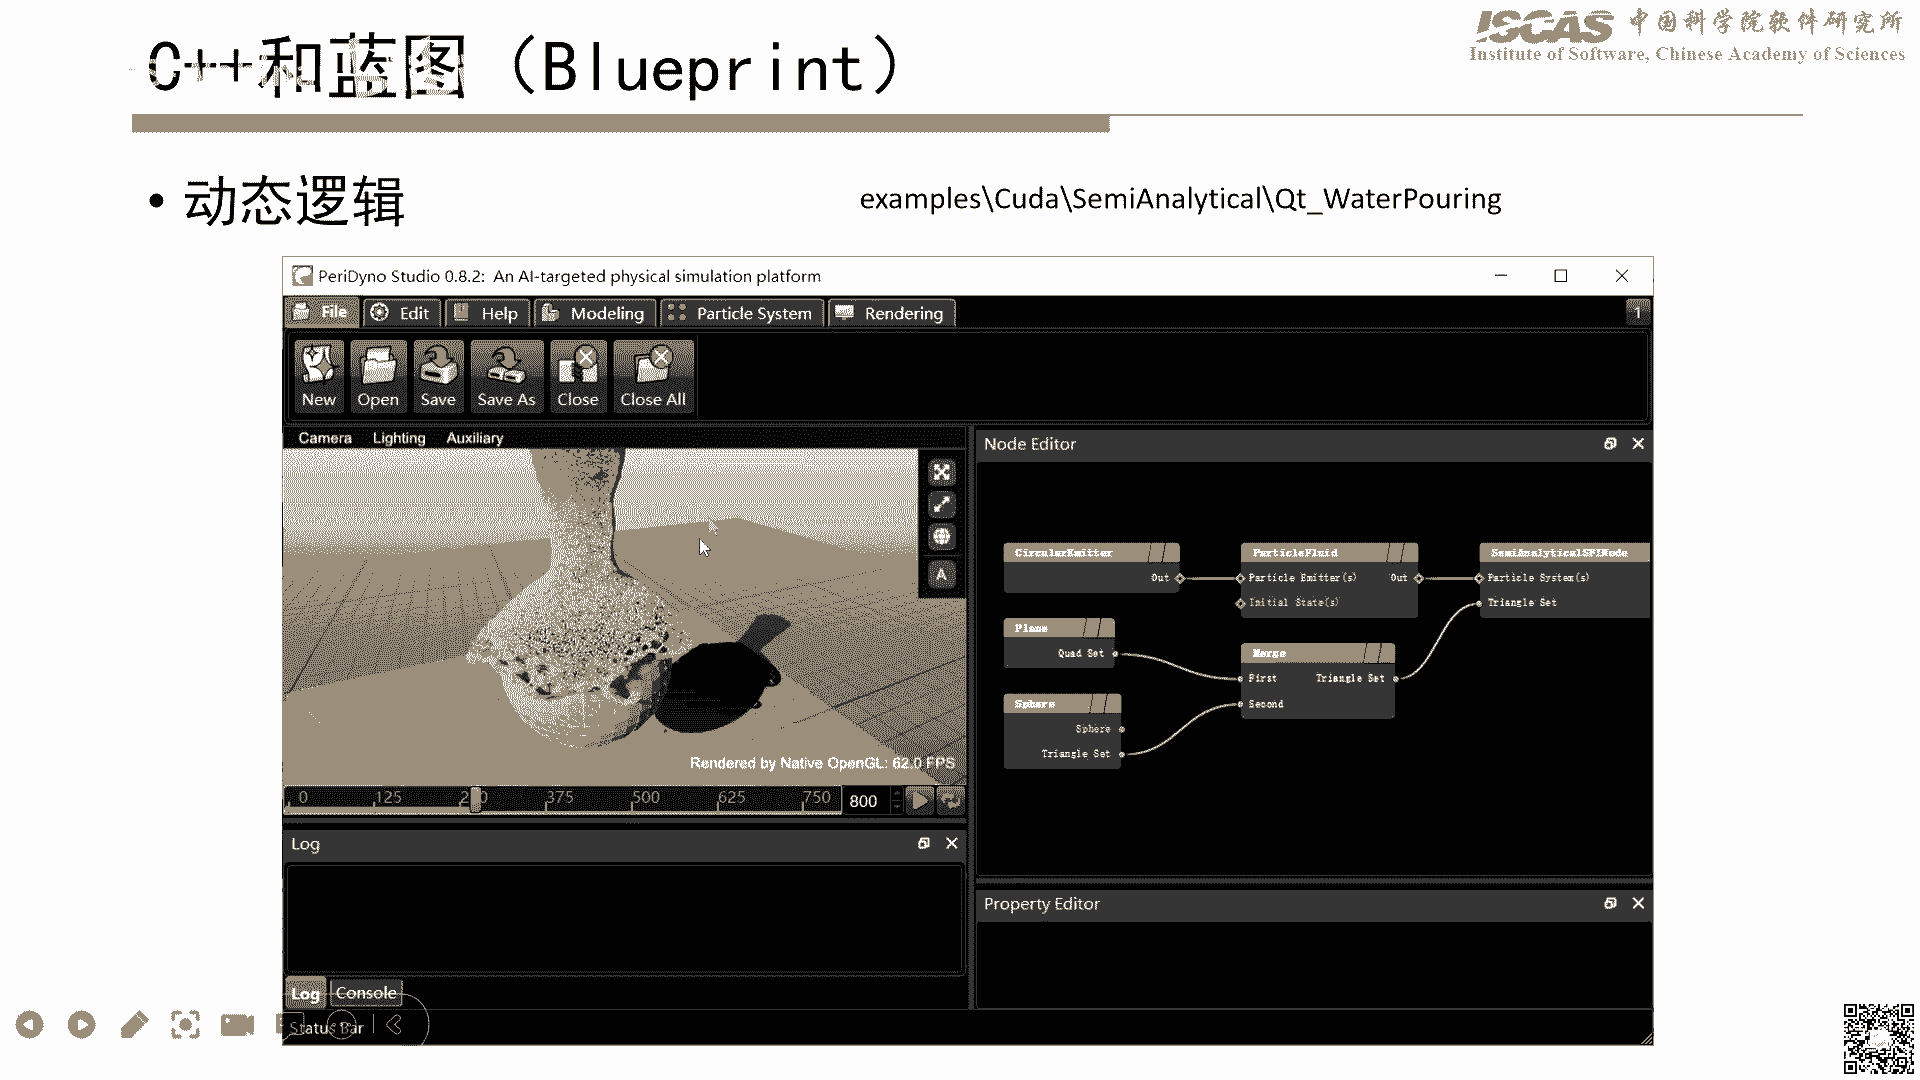 ISCAS 中国科学院软件研究所
Institute of Software, Chinese Academy of Sciences
C++和蓝图（Blueprint）
• 动态逻辑
examples\Cuda\SemiAnalytical\Qt_WaterPouring
PeriDyno Studio 0.8.2: An AI-targeted physical simulation platform
File Edit Help Modeling Particle System Rendering 1
New Open Save Save As Close Close All
Camera Lighting Auxiliary
A
Rendered by Native OpenGL: 62.0 FPS
0 125 250 375 500 625 750 800
Log
Log Console
Status Bar
Node Editor
CircularEmitter
Out
ParticleFluid
Particle Emitter(s) Out
Initial State(s)
SemiAnalyticalSFINode
Particle System(s)
Triangle Set
Plane
Quad Set
Merge
First Triangle Set
Second
Sphere
Sphere
Triangle Set
Property Editor